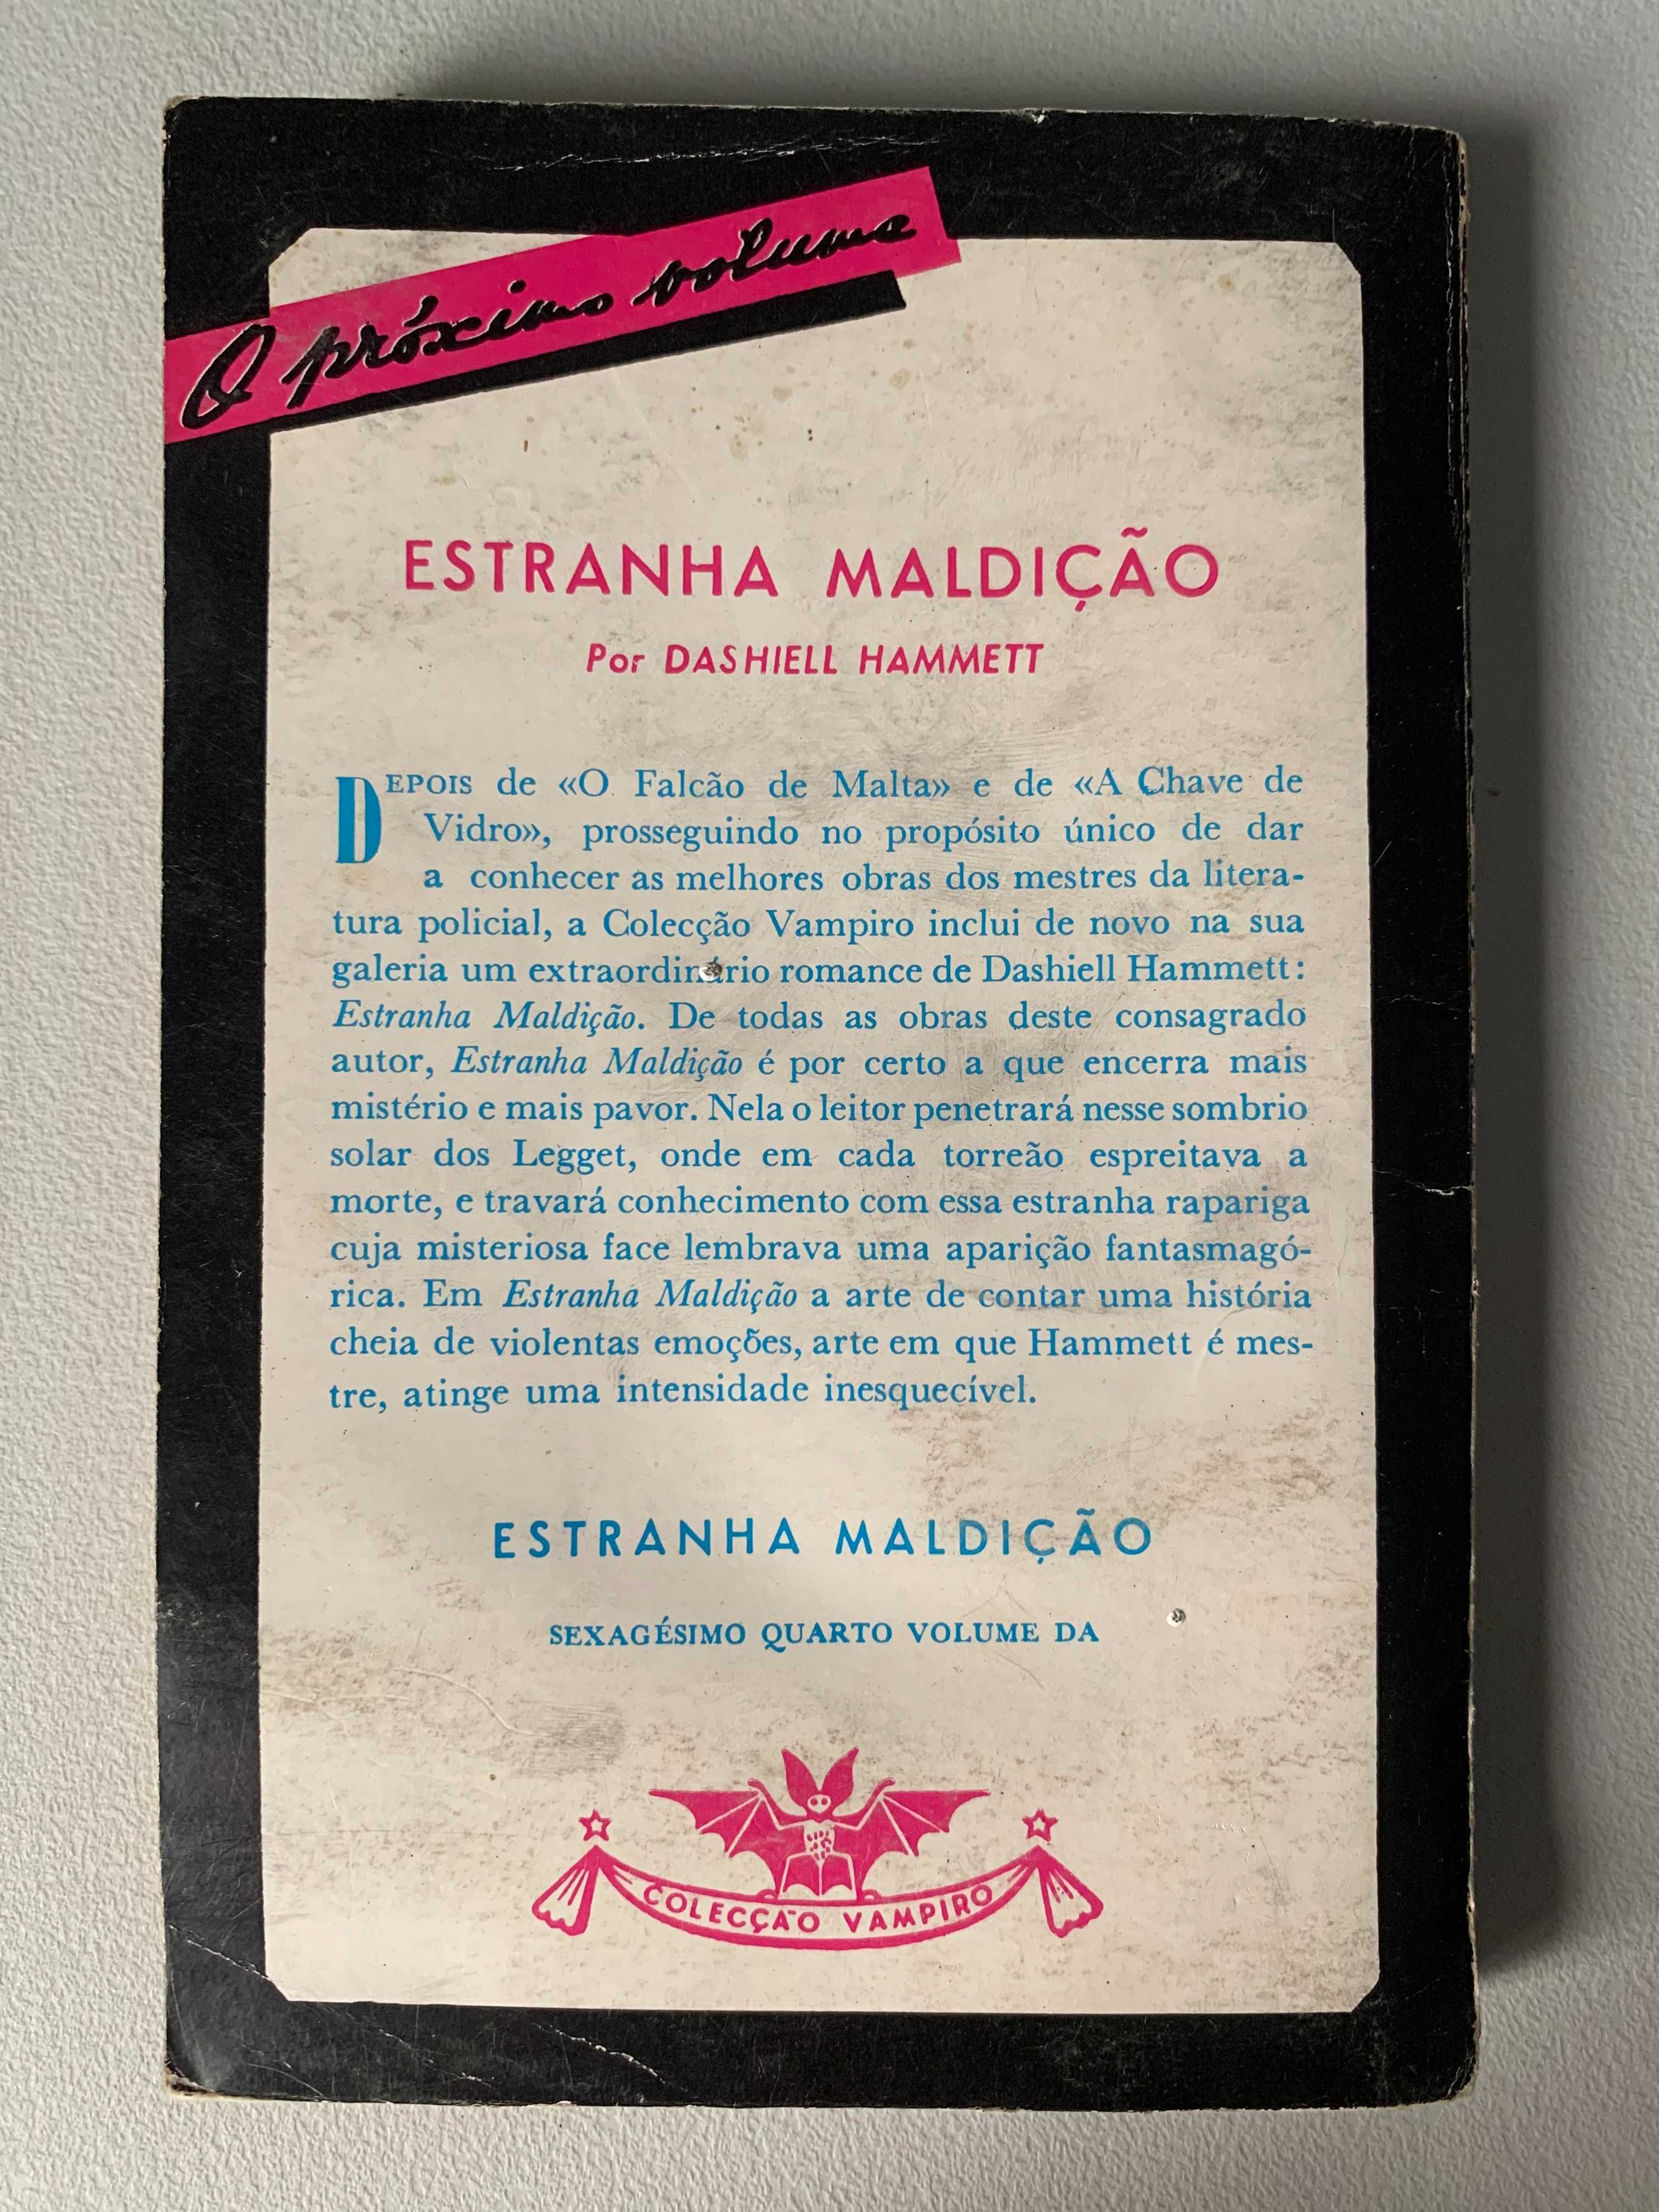 O próximo volume
ESTRANHA MALDIÇÃO
Por DASHIELL HAMMETT
DEPOIS de «O Falcão de Malta» e de «A Chave de
Vidro», prosseguindo no propósito único de dar
a conhecer as melhores obras dos mestres da litera-
tura policial, a Colecção Vampiro inclui de novo na sua
galeria um extraordinário romance de Dashiell Hammett:
Estranha Maldição. De todas as obras deste consagrado
autor, Estranha Maldição é por certo a que encerra mais
mistério e mais pavor. Nela o leitor penetrará nesse sombrio
solar dos Legget, onde em cada torreão espreitava a
morte, e travará conhecimento com essa estranha rapariga
cuja misteriosa face lembrava uma aparição fantasmagó-
rica. Em Estranha Maldição a arte de contar uma história
cheia de violentas emoções, arte em que Hammett é mes-
tre, atinge uma intensidade inesquecível.
ESTRANHA MALDIÇÃO
SEXAGÉSIMO QUARTO VOLUME DA
COLECÇÃO VAMPIRO